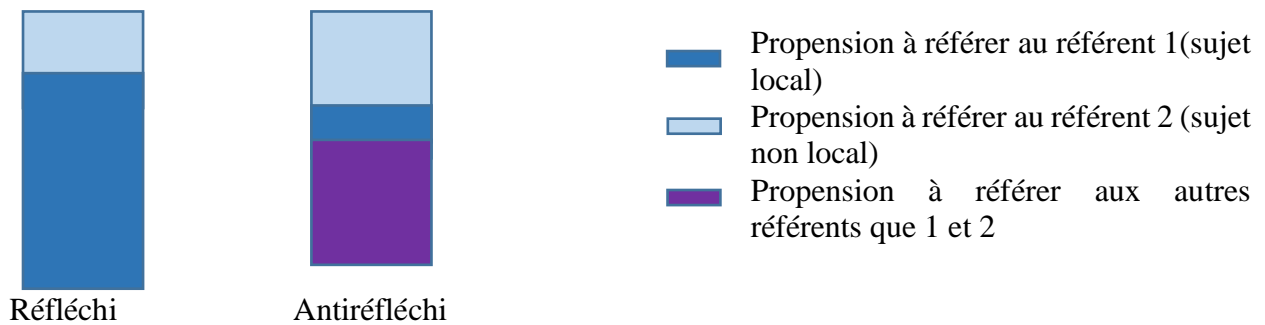 Propension à référer au référent 1(sujet
local)
Propension à référer au référent 2 (sujet
non local)
Propension à référer aux autres
référents que 1 et 2
Réfléchi Antiréfléchi